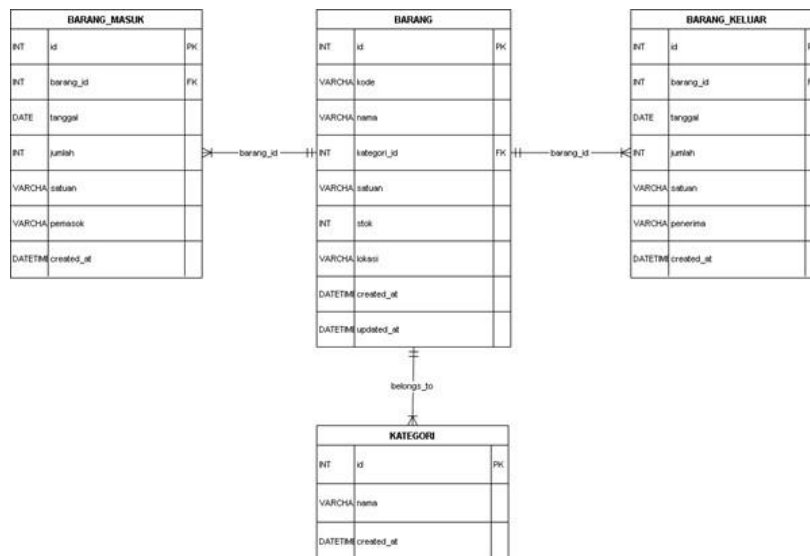 BARANG_MASUK
INT id PK
INT barang_id FK
DATE tanggal
INT jumlah
VARCHA satuan
VARCHA pemasok
DATETIM created_at
barang_id
BARANG
INT id PK
VARCHA kode
VARCHA nama
INT kategori_id FK
VARCHA satuan
INT stok
VARCHA lokasi
DATETIM created_at
DATETIM updated_at
barang_id
BARANG_KELUAR
INT id
INT barang_id
DATE tanggal
INT jumlah
VARCHA satuan
VARCHA penerima
DATETIM created_at
belongs_to
KATEGORI
INT id PK
VARCHA nama
DATETIM created_at